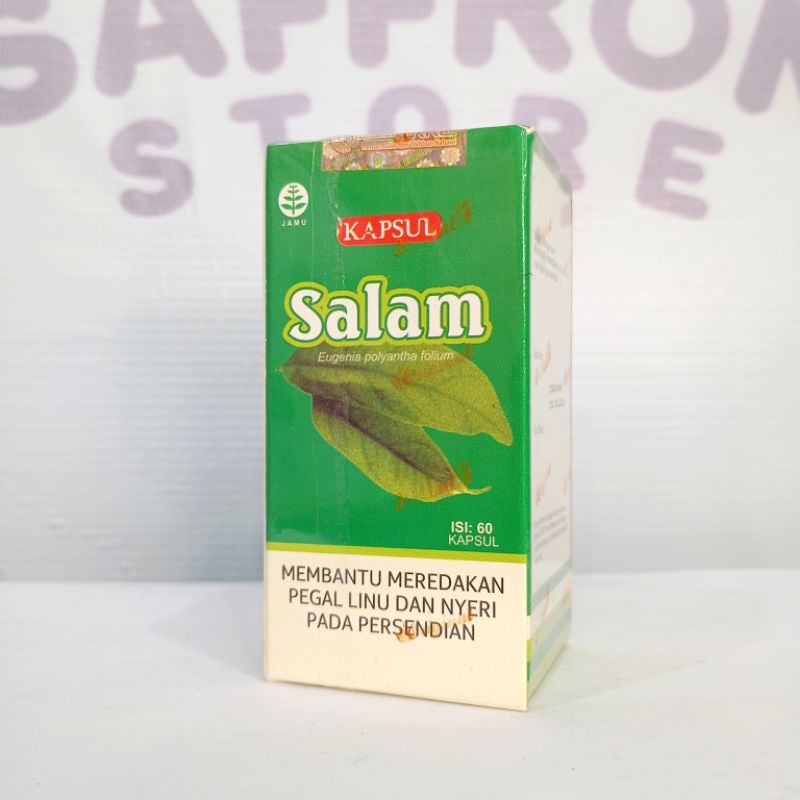 SAFFRON
STORE
JAMU
KAPSUL
Salam
Eugenia polyantha folium
ISI: 60
KAPSUL
MEMBANTU MEREDAKAN
PEGAL LINU DAN NYERI
PADA PERSENDIAN